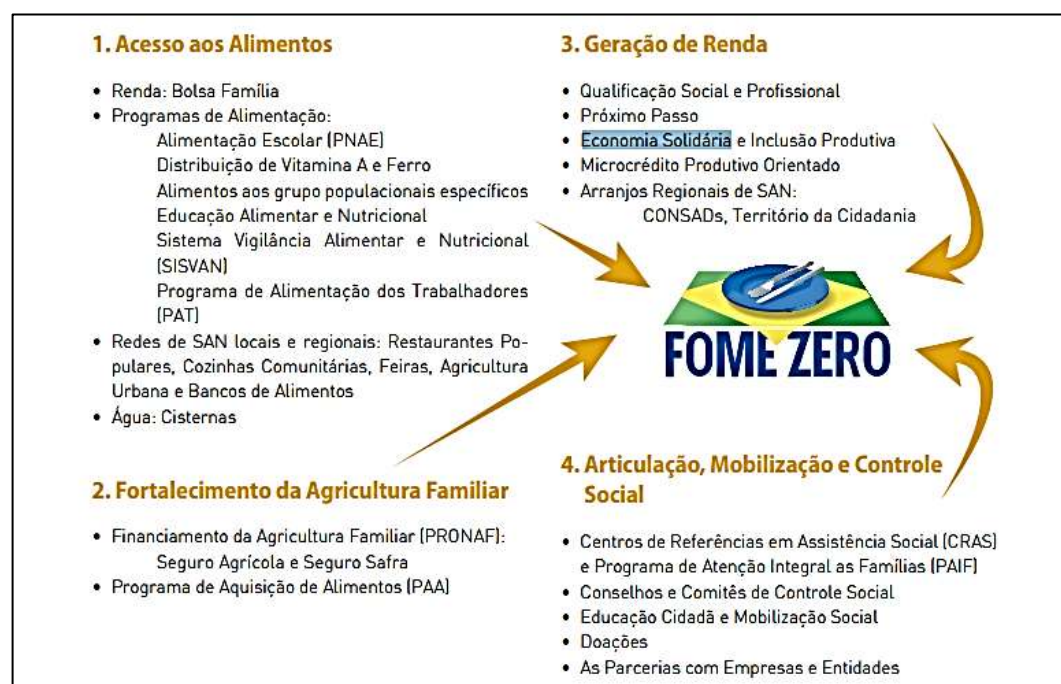 1. Acesso aos Alimentos
• Renda: Bolsa Família
• Programas de Alimentação:
Alimentação Escolar (PNAE)
Distribuição de Vitamina A e Ferro
Alimentos aos grupo populacionais específicos
Educação Alimentar e Nutricional
Sistema Vigilância Alimentar e Nutricional
(SISVAN)
Programa de Alimentação dos Trabalhadores
(PAT)
• Redes de SAN locais e regionais: Restaurantes Po-
pulares, Cozinhas Comunitárias, Feiras, Agricultura
Urbana e Bancos de Alimentos
• Água: Cisternas
2. Fortalecimento da Agricultura Familiar
• Financiamento da Agricultura Familiar (PRONAF):
Seguro Agrícola e Seguro Safra
• Programa de Aquisição de Alimentos (PAA)
3. Geração de Renda
• Qualificação Social e Profissional
• Próximo Passo
• Economia Solidária e Inclusão Produtiva
• Microcrédito Produtivo Orientado
• Arranjos Regionais de SAN:
CONSADs, Território da Cidadania
FOME ZERO
4. Articulação, Mobilização e Controle
Social
• Centros de Referências em Assistência Social (CRAS)
e Programa de Atenção Integral as Famílias (PAIF)
• Conselhos e Comitês de Controle Social
• Educação Cidadã e Mobilização Social
• Doações
• As Parcerias com Empresas e Entidades